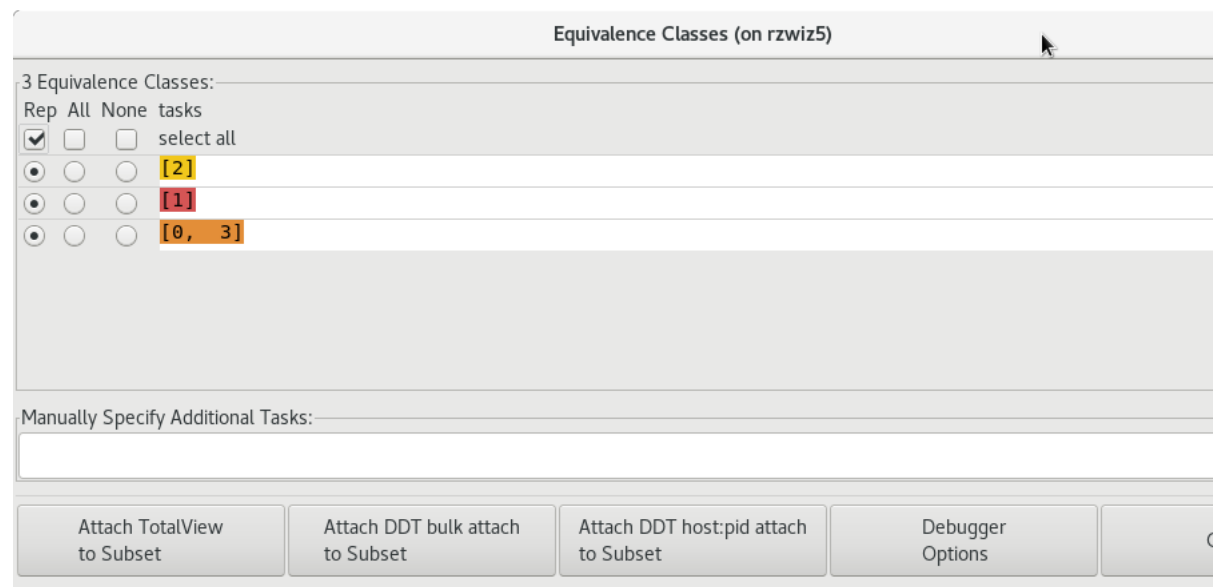 Equivalence Classes (on rzwiz5)
3 Equivalence Classes:
Rep All None tasks
select all
[2]
[1]
[0,  3]
Manually Specify Additional Tasks:
Attach TotalView
to Subset
Attach DDT bulk attach
to Subset
Attach DDT host:pid attach
to Subset
Debugger
Options